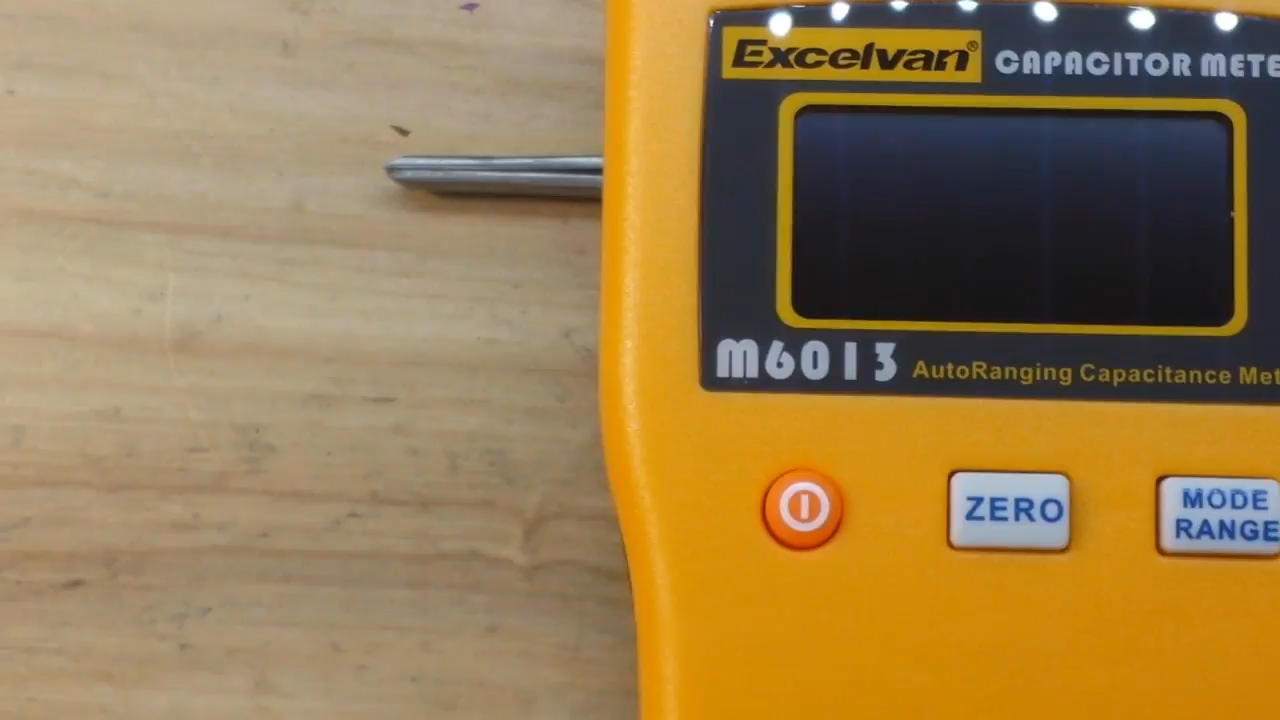 Excelvan® CAPACITOR METE
M6013 AutoRanging Capacitance Met
ZERO
MODE
RANGE